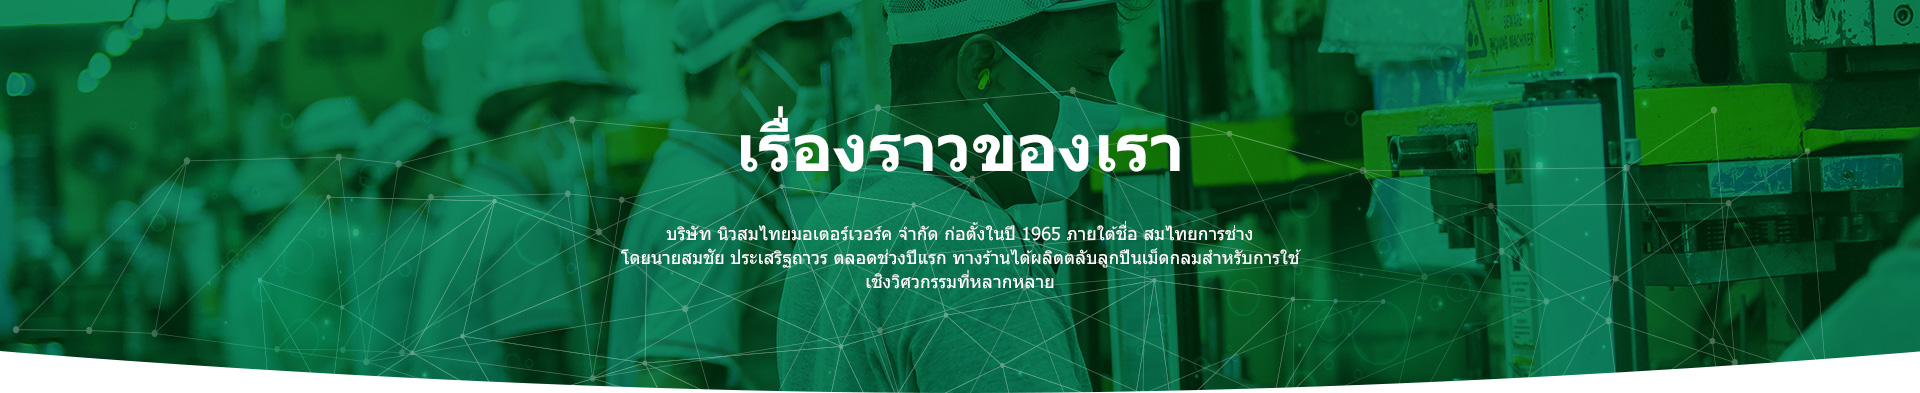 เรื่องราวของเรา
บริษัท นิวสมไทยมอเตอร์เวอร์ค จำกัด ก่อตั้งในปี 1965 ภายใต้ชื่อ สมไทยการช่าง
โดยนายสมชัย ประเสริฐถาวร ตลอดช่วงปีแรก ทางร้านได้ผลิตตลับลูกปืนเม็ดกลมสำหรับการใช้
เชิงวิศวกรรมที่หลากหลาย
BEWARE
MOVING MACHINERY